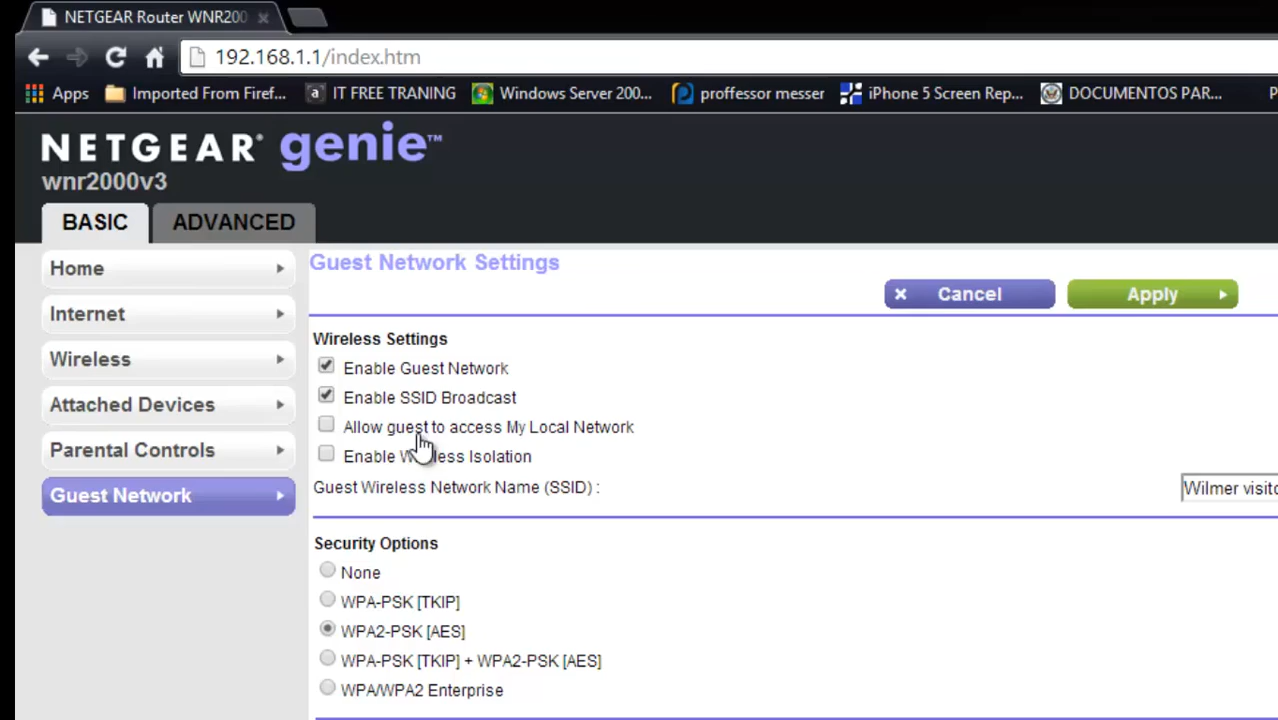 NETGEAR Router WNR200
192.168.1.1/index.htm
Apps Imported From Firef... a IT FREE TRANING Windows Server 200... proffessor messer iPhone 5 Screen Rep... DOCUMENTOS PAR... P
NETGEAR® genie™
wnr2000v3
BASIC ADVANCED
Home
Internet
Wireless
Attached Devices
Parental Controls
Guest Network
Guest Network Settings
× Cancel Apply
Wireless Settings
Enable Guest Network
Enable SSID Broadcast
Allow guest to access My Local Network
Enable Wireless Isolation
Guest Wireless Network Name (SSID) : Wilmer visito
Security Options
None
WPA-PSK [TKIP]
WPA2-PSK [AES]
WPA-PSK [TKIP] + WPA2-PSK [AES]
WPA/WPA2 Enterprise